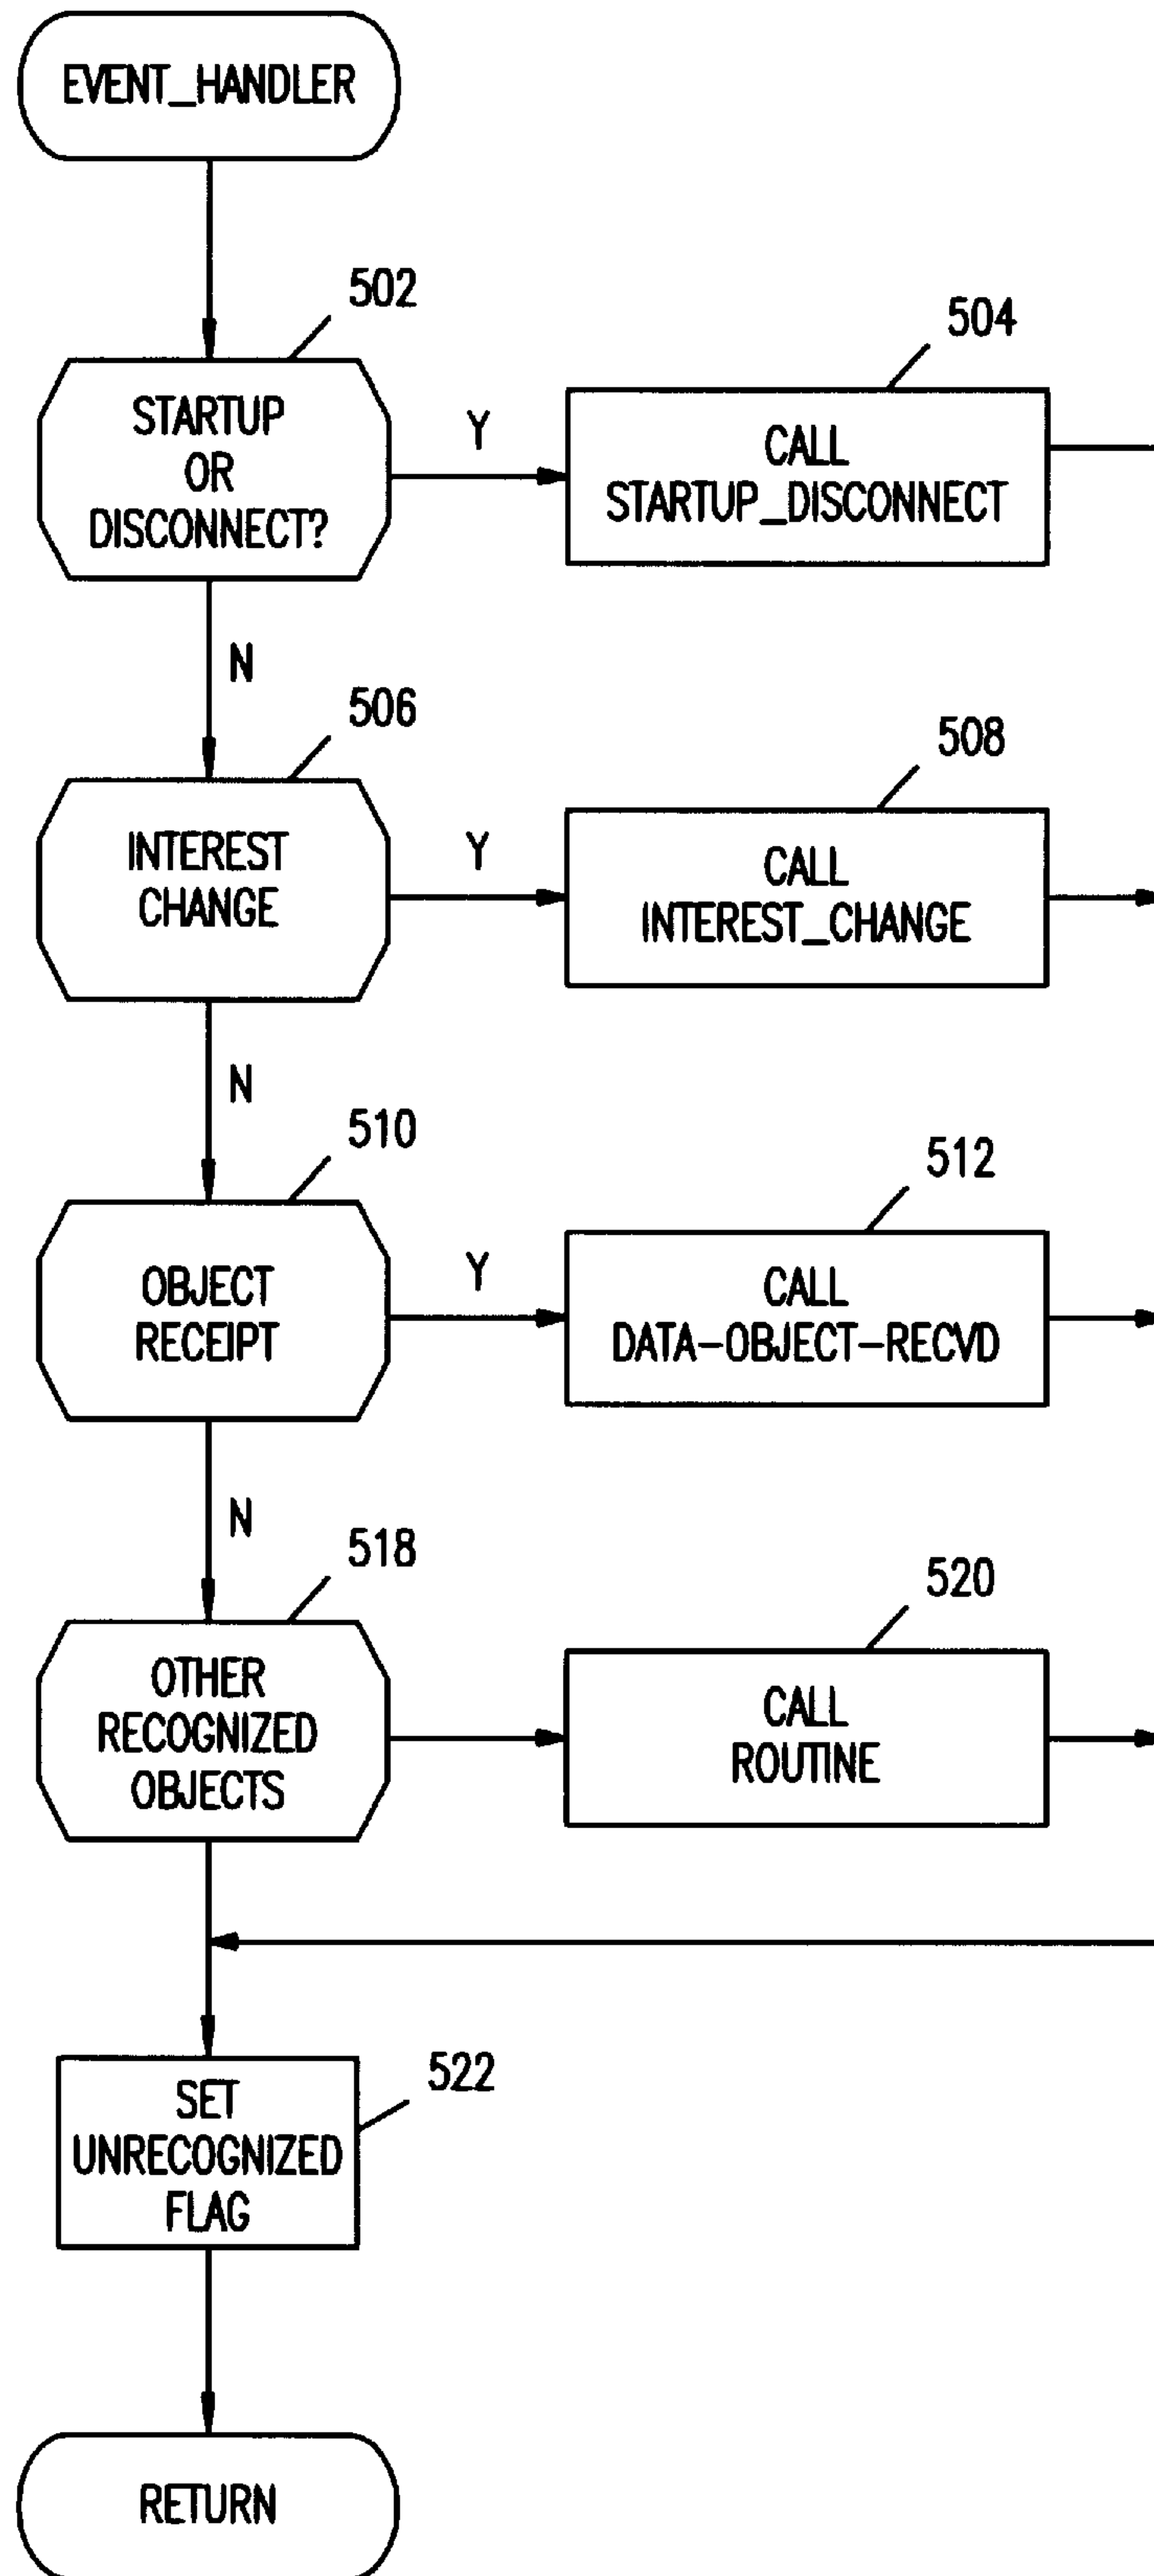 EVENT_HANDLER
502
STARTUP
OR
DISCONNECT?
Y
504
CALL
STARTUP_DISCONNECT
N
506
INTEREST
CHANGE
Y
508
CALL
INTEREST_CHANGE
N
510
OBJECT
RECEIPT
Y
512
CALL
DATA-OBJECT-RECVD
N
518
OTHER
RECOGNIZED
OBJECTS
520
CALL
ROUTINE
522
SET
UNRECOGNIZED
FLAG
RETURN